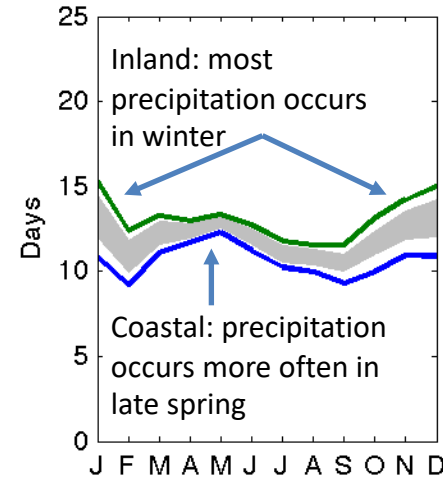 25
Inland: most
precipitation occurs
in winter
20
15
Days
10
Coastal: precipitation
occurs more often in
late spring
5
0
J F M A M J J A S O N D